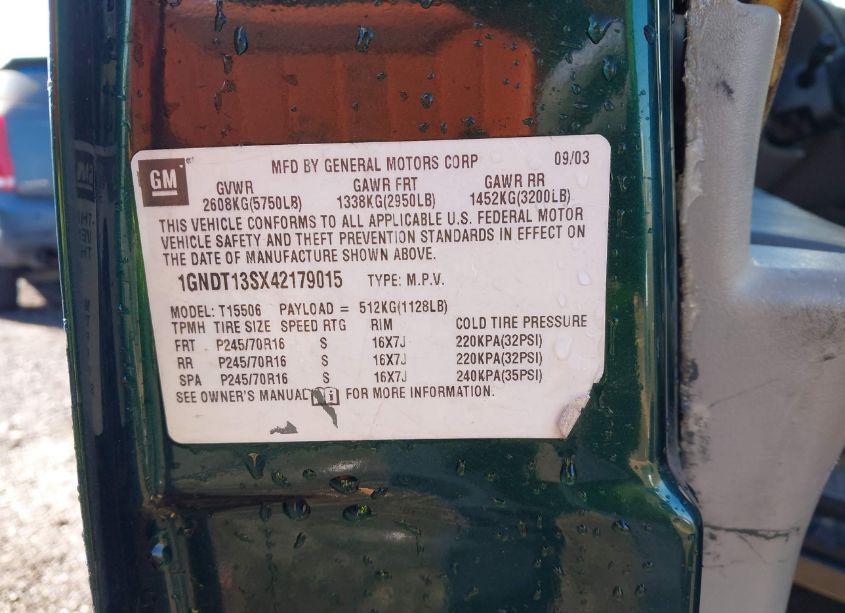 GM
MFD BY GENERAL MOTORS CORP 09/03
GVWR GAWR FRT GAWR RR
2608KG(5750LB) 1338KG(2950LB) 1452KG(3200LB)
THIS VEHICLE CONFORMS TO ALL APPLICABLE U.S. FEDERAL MOTOR
VEHICLE SAFETY AND THEFT PREVENTION STANDARDS IN EFFECT ON
THE DATE OF MANUFACTURE SHOWN ABOVE.
1GNDT13SX42179015 TYPE: M.P.V.
MODEL: T15506 PAYLOAD = 512KG(1128LB)
TPMH TIRE SIZE SPEED RTG RIM COLD TIRE PRESSURE
FRT P245/70R16 S 16X7J 220KPA(32PSI)
RR P245/70R16 S 16X7J 220KPA(32PSI)
SPA P245/70R16 S 16X7J 240KPA(35PSI)
SEE OWNER'S MANUAL FOR MORE INFORMATION.